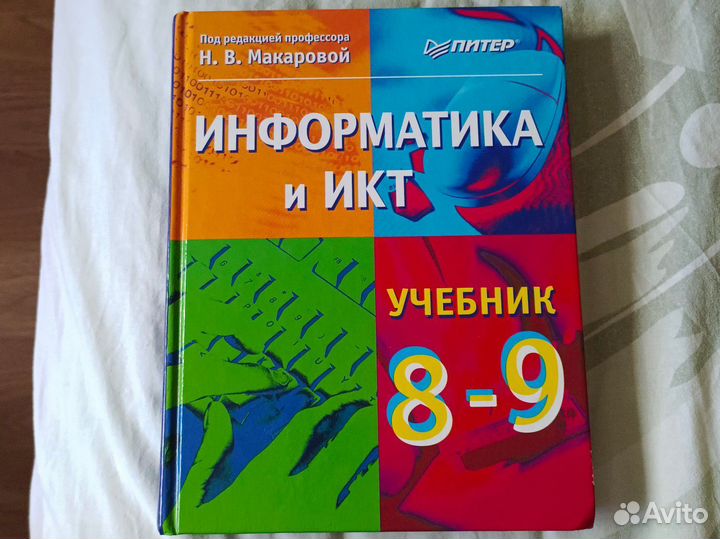 Под редакцией профессора
Н. В. Макаровой
ПИТЕР®
ИНФОРМАТИКА
и ИКТ
УЧЕБНИК
8-9
Avito